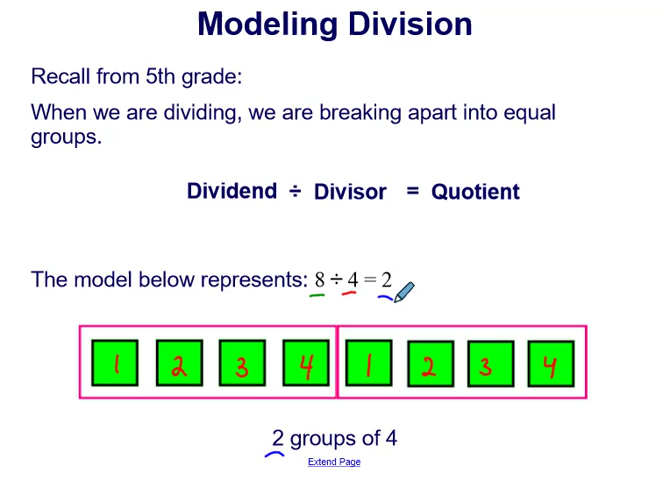 Modeling Division
Recall from 5th grade:
When we are dividing, we are breaking apart into equal
groups.
Dividend ÷ Divisor = Quotient
The model below represents: 8 ÷ 4 = 2
1 2 3 4 1 2 3 4
2 groups of 4
Extend Page